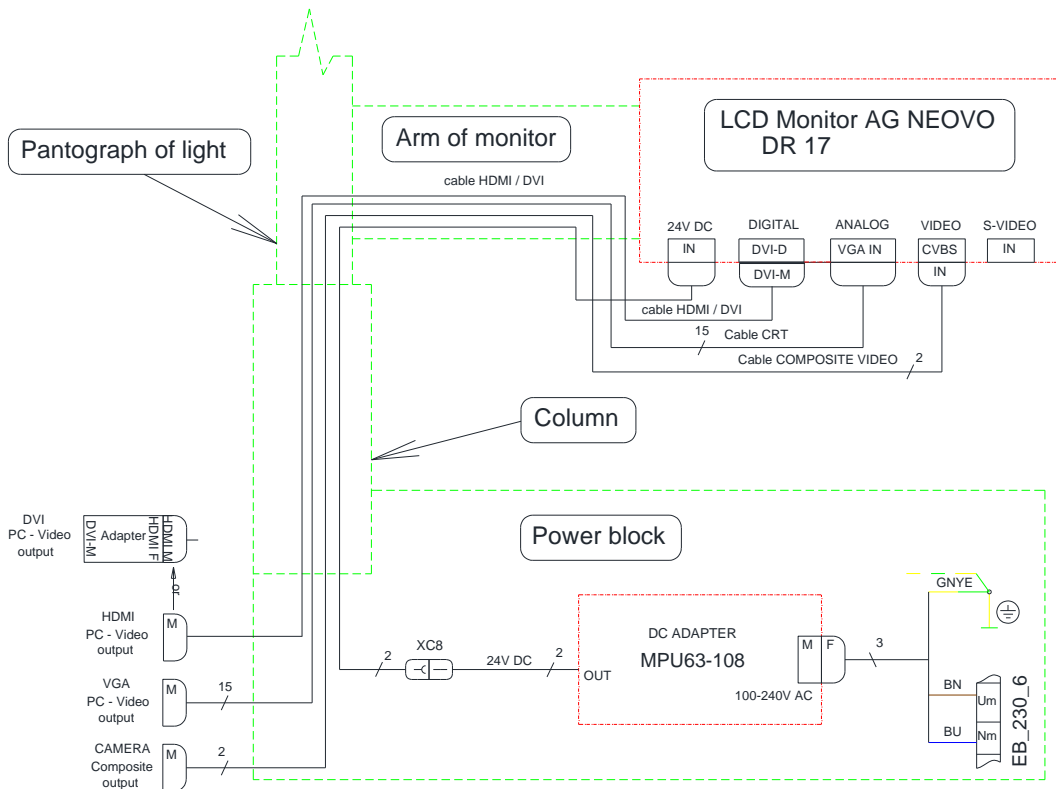 LCD Monitor AG NEOVO
DR 17
Pantograph of light
Arm of monitor
cable HDMI / DVI
24V DC
DIGITAL
ANALOG
VIDEO
S-VIDEO
IN
DVI-D
VGA IN
CVBS
IN
DVI-M
IN
cable HDMI / DVI
15
Cable CRT
Cable COMPOSITE VIDEO
2
Column
Power block
DVI
PC - Video
output
DVI-M
Adapter
HDMI F
HDMI M
or
HDMI
PC - Video
output
M
VGA
PC - Video
output
M
15
CAMERA
Composite
output
M
2
2
XC8
24V DC
2
OUT
DC ADAPTER
MPU63-108
100-240V AC
M
F
3
GNYE
BN
BU
Um
Nm
EB_230_6